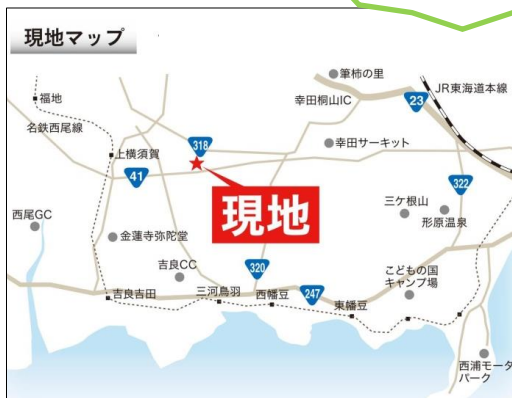 現地マップ
筆柿の里
JR東海道本線
福地
幸田桐山IC
23
名鉄西尾線
318
幸田サーキット
上横須賀
41
322
現地
三ケ根山
西尾GC
形原温泉
金蓮寺弥陀堂
吉良CC
320
こどもの国
キャンプ場
吉良吉田
三河鳥羽
西幡豆
247
東幡豆
西浦モータ
パーク